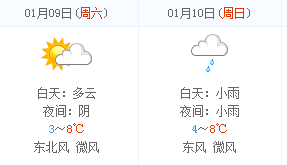 01月09日(周六)
白天：多云
夜间：阴
3～8℃
东北风 微风
01月10日(周日)
白天：小雨
夜间：小雨
4～8℃
东风 微风